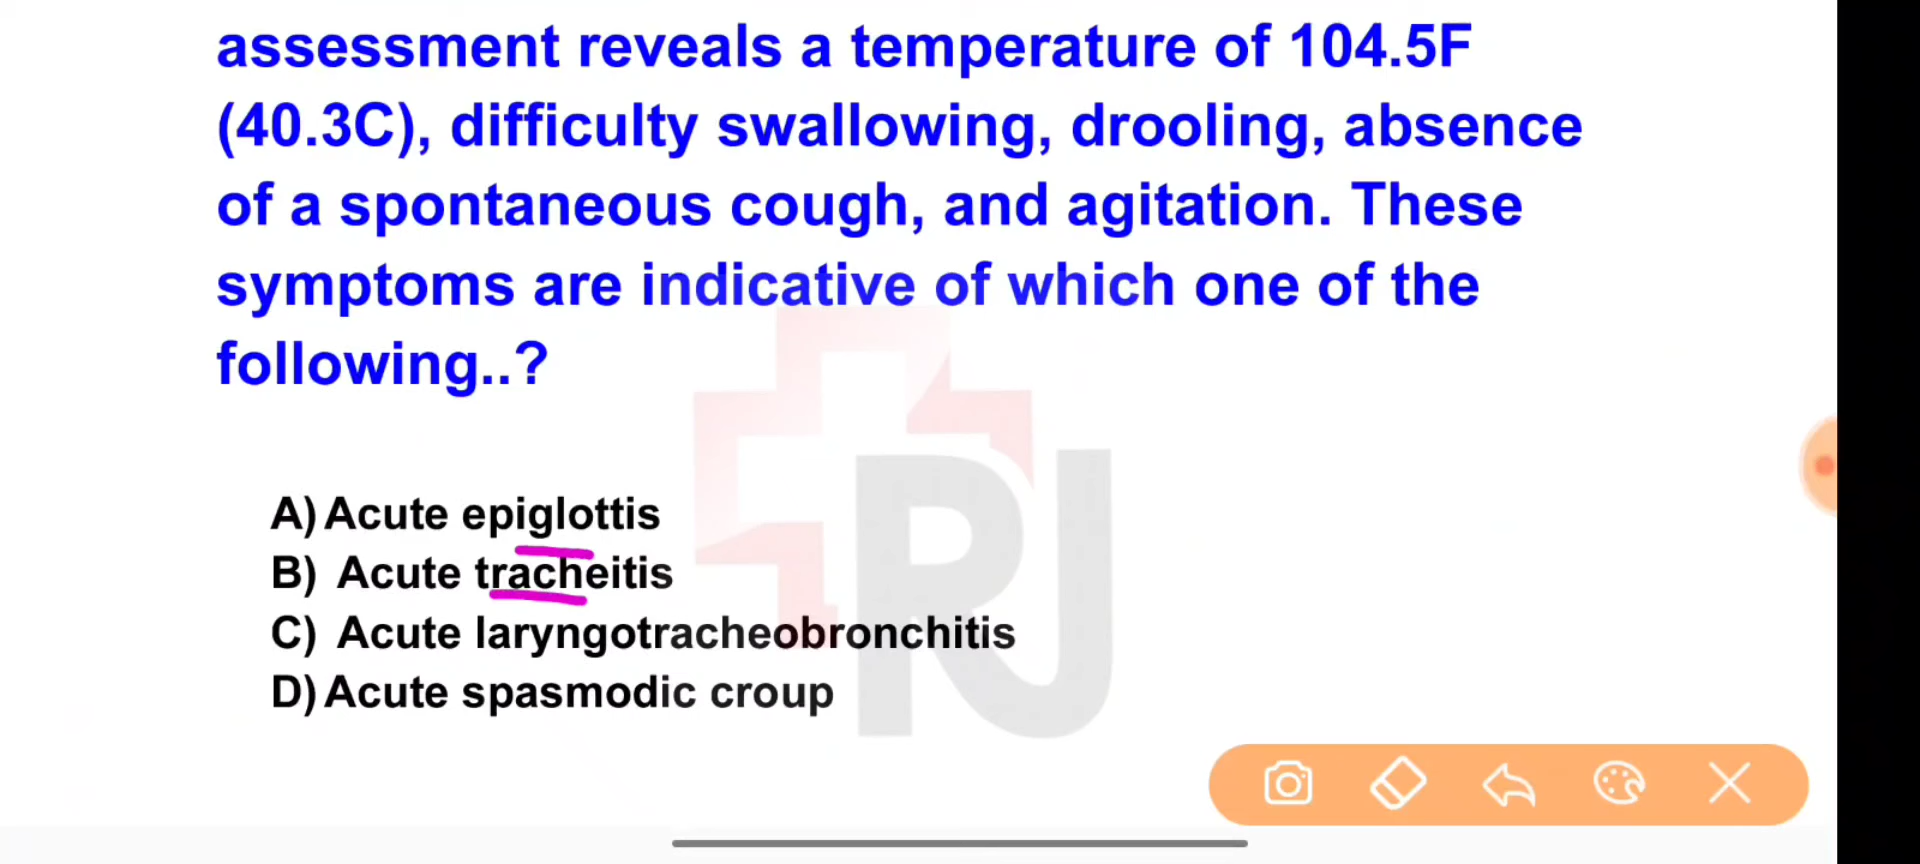 assessment reveals a temperature of 104.5F
(40.3C), difficulty swallowing, drooling, absence
of a spontaneous cough, and agitation. These
symptoms are indicative of which one of the
following..?
A) Acute epiglottis
B) Acute tracheitis
C) Acute laryngotracheobronchitis
D) Acute spasmodic croup
RJ